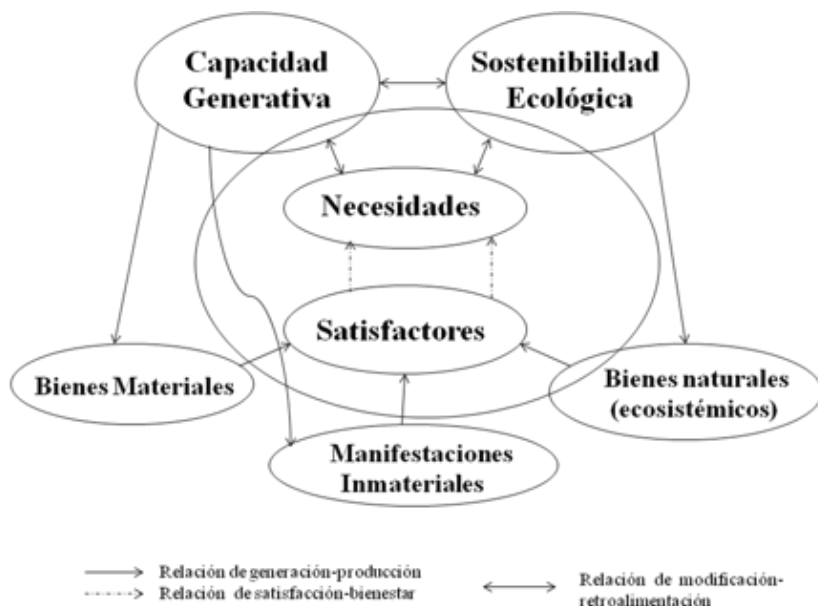 Capacidad
Generativa
Sostenibilidad
Ecológica
Necesidades
Satisfactores
Bienes Materiales
Bienes naturales
(ecosistémicos)
Manifestaciones
Inmateriales
Relación de generación-producción
Relación de satisfacción-bienestar
Relación de modificación-
retroalimentación